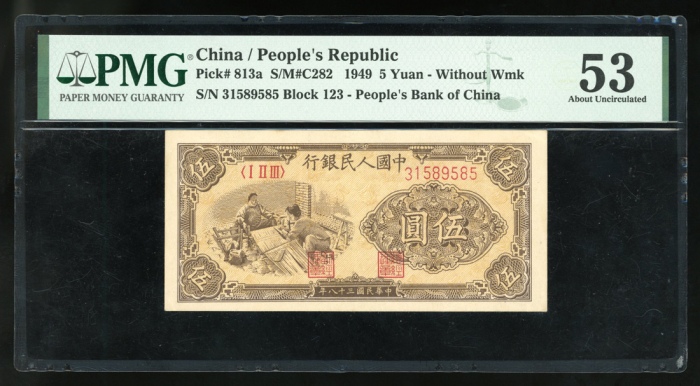 PMG
PAPER MONEY GUARANTY
China / People's Republic
Pick# 813a S/M#C282 1949 5 Yuan - Without Wmk
S/N 31589585 Block 123 - People's Bank of China
53
About Uncirculated
中國人民銀行
〈I II III〉
31589585
伍
伍
伍圓
伍
伍
中華民國三十八年